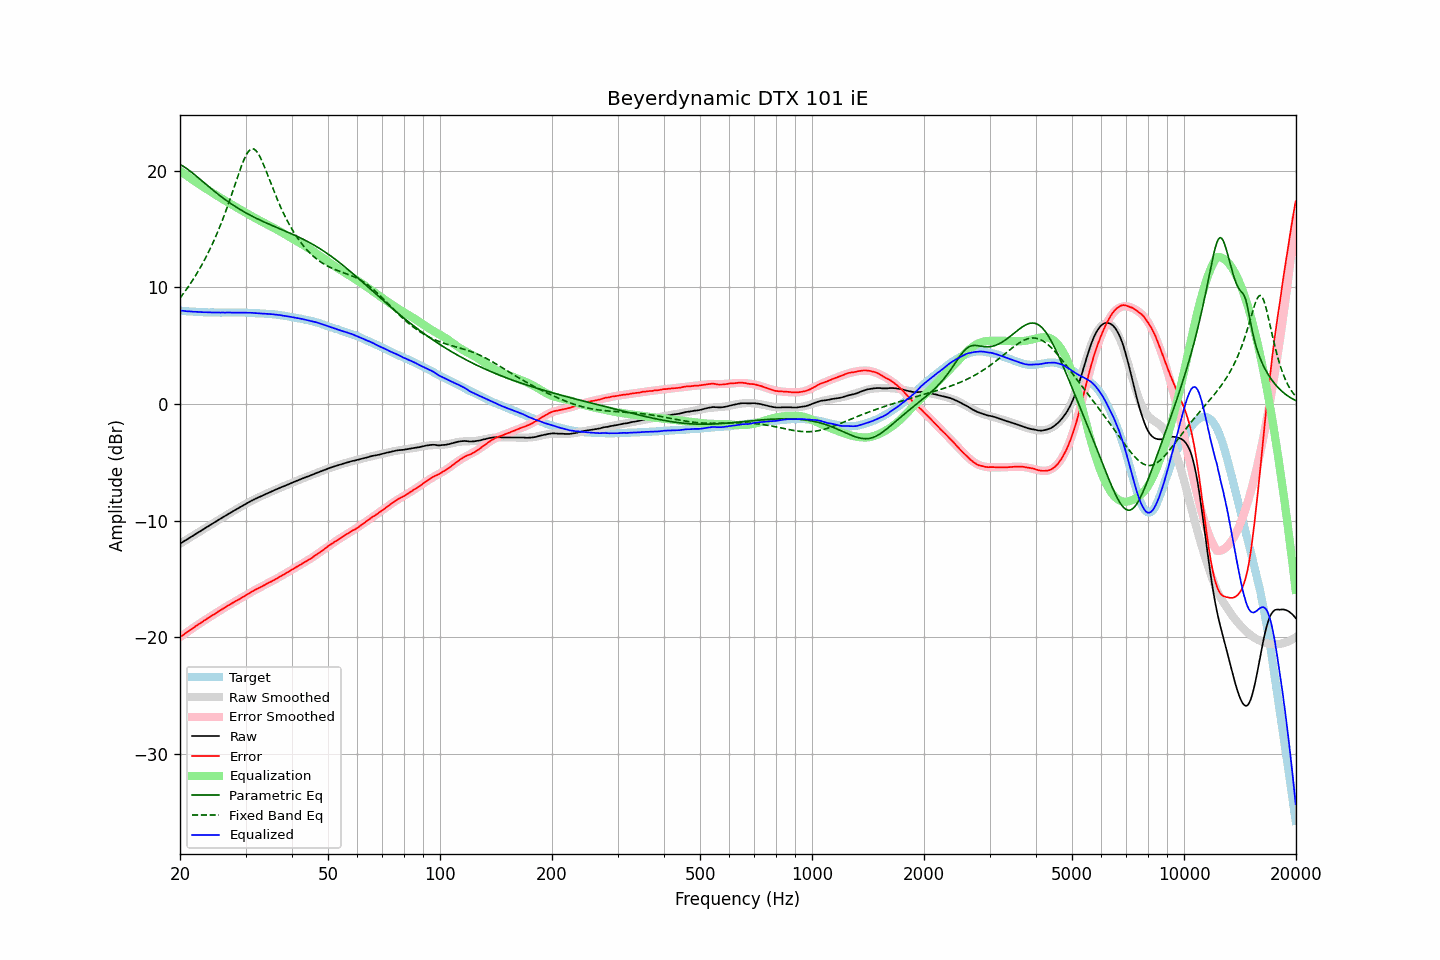 Beyerdynamic DTX 101 iE
Amplitude (dBr)
20
10
0
−10
−20
−30
Target
Raw Smoothed
Error Smoothed
Raw
Error
Equalization
Parametric Eq
Fixed Band Eq
Equalized
20 50 100 200 500 1000 2000 5000 10000 20000
Frequency (Hz)